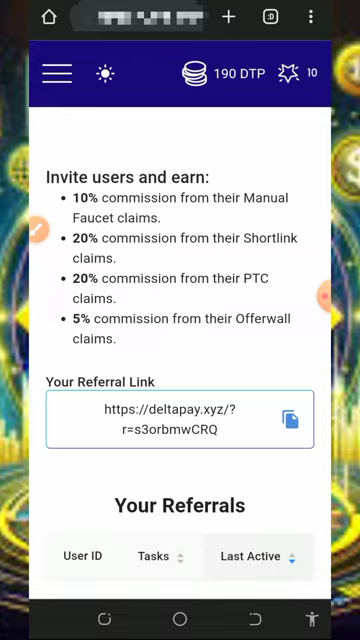 :D
190 DTP
10
Invite users and earn:
• 10% commission from their Manual
Faucet claims.
• 20% commission from their Shortlink
claims.
• 20% commission from their PTC
claims.
• 5% commission from their Offerwall
claims.
Your Referral Link
https://deltapay.xyz/?
r=s3orbmwCRQ
Your Referrals
User ID Tasks Last Active